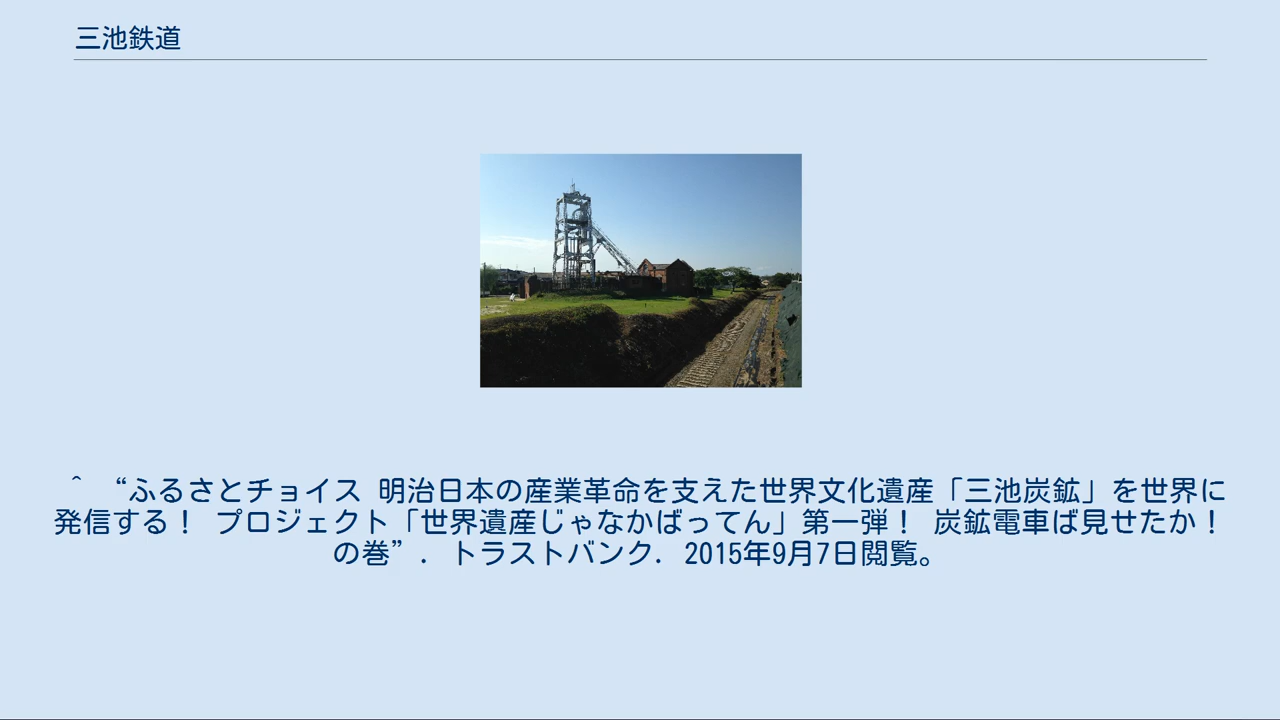 三池鉄道
^ “ふるさとチョイス 明治日本の産業革命を支えた世界文化遺産「三池炭鉱」を世界に
発信する！ プロジェクト「世界遺産じゃなかばってん」第一弾！ 炭鉱電車ば見せたか！
の巻”. トラストバンク. 2015年9月7日閲覧。